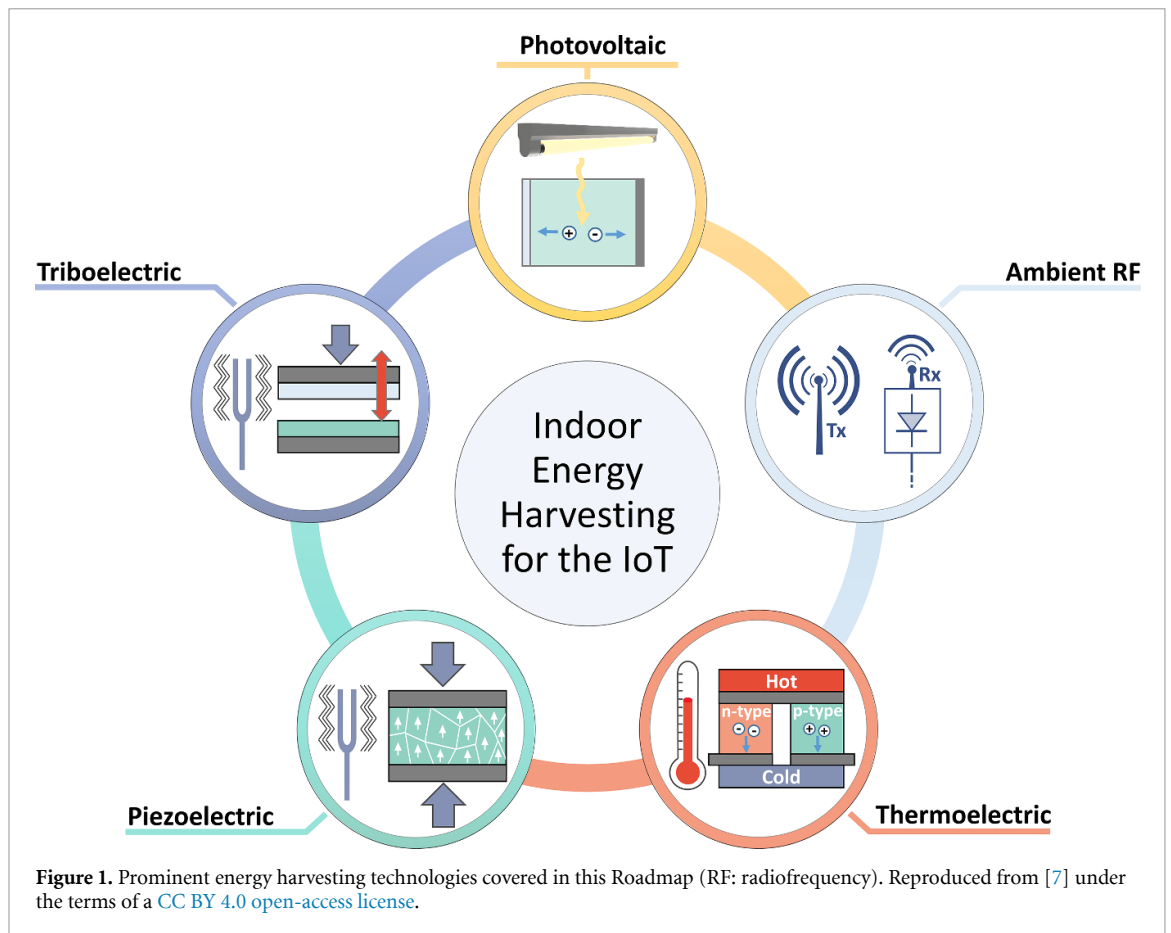 Photovoltaic
Triboelectric
Ambient RF
Tx
Rx
Indoor
Energy
Harvesting
for the IoT
Hot
n-type
p-type
Cold
Piezoelectric
Thermoelectric
Figure 1. Prominent energy harvesting technologies covered in this Roadmap (RF: radiofrequency). Reproduced from [7] under
the terms of a CC BY 4.0 open-access license.